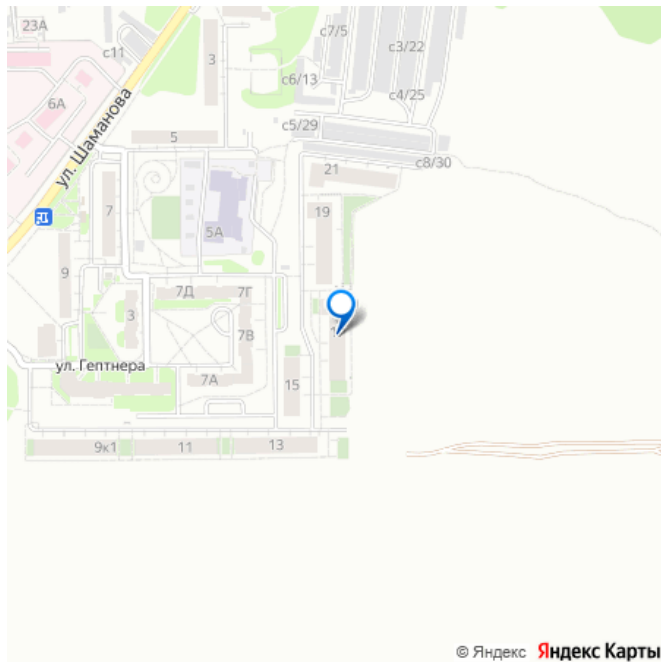 23А
с11
3
с7/5
с3/22
с6/13
с4/25
6А
ул. Шаманова
5
с5/29
с8/30
21
7
5А
19
9
7Д
7Г
3
7В
ул. Гептнера
7А
15
9к1
11
13
© Яндекс Яндекс Карты